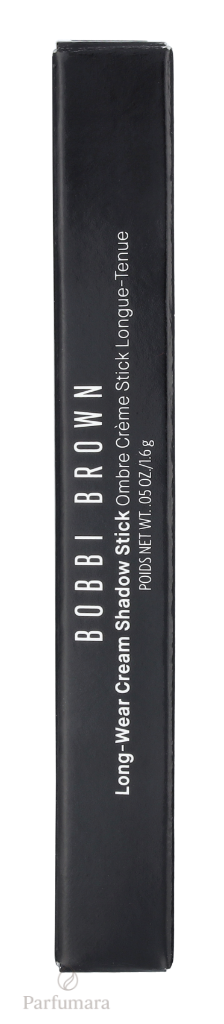 BOBBI BROWN
Long-Wear Cream Shadow Stick Ombre Crème Stick Longue-Tenue
POIDS NET WT. .05 OZ./1.6 g
Parfumara